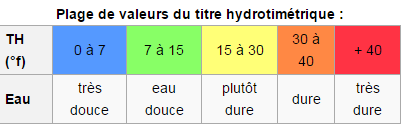 Plage de valeurs du titre hydrotimétrique :
TH (°f) 0 à 7 7 à 15 15 à 30 30 à 40 + 40
Eau très douce eau douce plutôt dure dure très dure